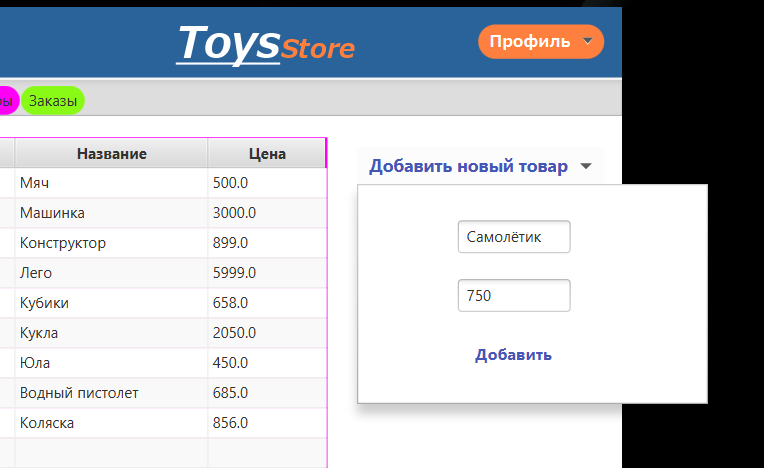 ToysStore
Профиль
Заказы
Название Цена
Добавить новый товар
Мяч 500.0
Машинка 3000.0
Самолётик
Конструктор 899.0
Лего 5999.0
750
Кубики 658.0
Кукла 2050.0
Добавить
Юла 450.0
Водный пистолет 685.0
Коляска 856.0